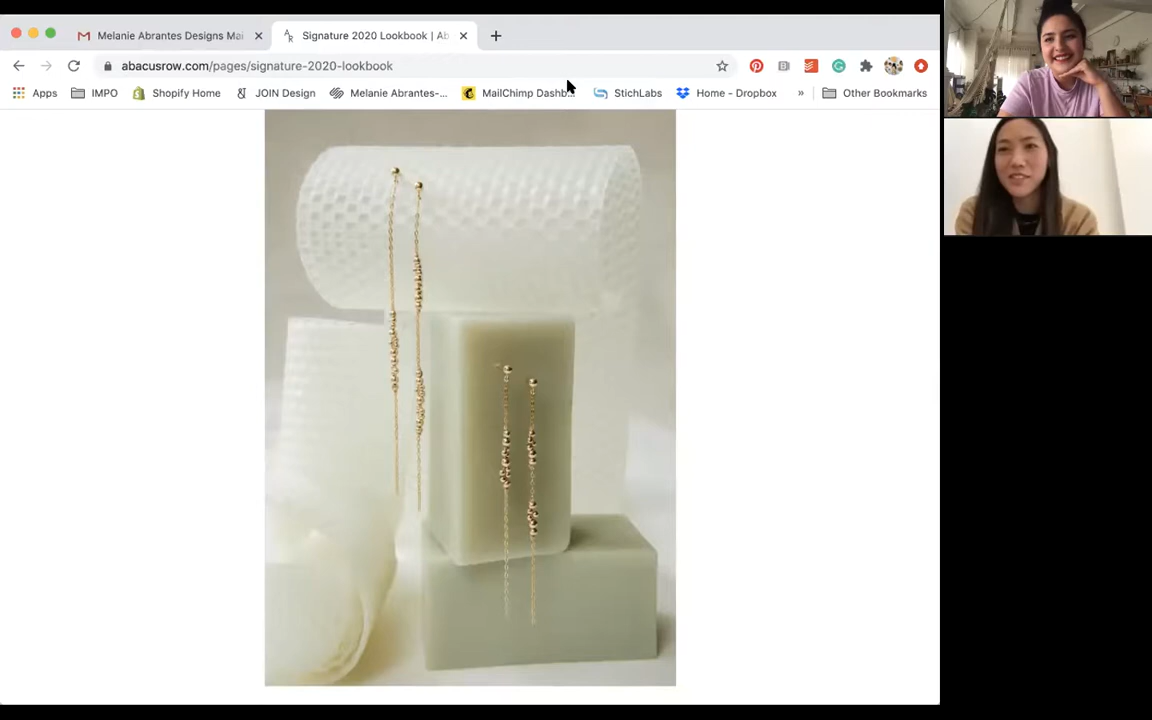 Melanie Abrantes Designs Mai
Signature 2020 Lookbook | Ab
abacusrow.com/pages/signature-2020-lookbook
Apps
IMPO
Shopify Home
JOIN Design
Melanie Abrantes-...
MailChimp Dashb...
StichLabs
Home - Dropbox
»
Other Bookmarks